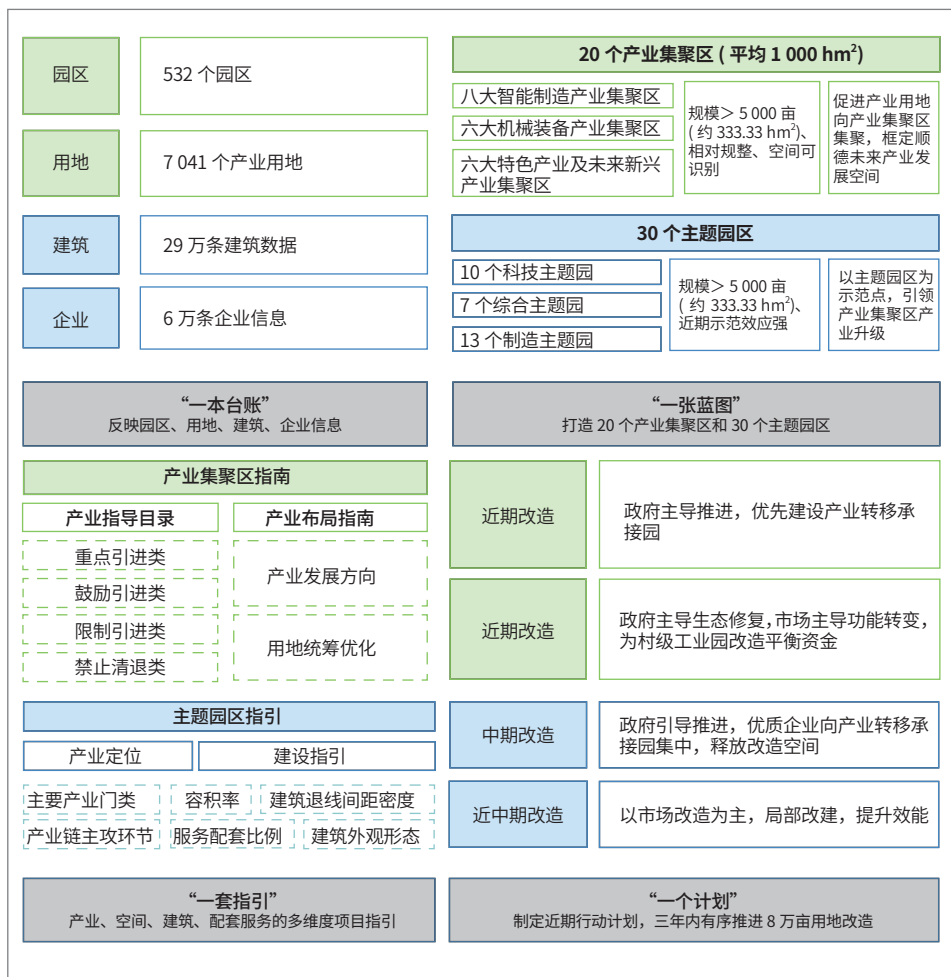 园区
532 个园区
用地
7 041 个产业用地
建筑
29 万条建筑数据
企业
6 万条企业信息
20 个产业集聚区 ( 平均 1 000 hm²)
八大智能制造产业集聚区
六大机械装备产业集聚区
六大特色产业及未来新兴
产业集聚区
规模＞ 5 000 亩
( 约 333.33 hm²)、
相对规整、空间可
识别
促进产业用地
向产业集聚区
集聚，框定顺
德未来产业发
展空间
30 个主题园区
10 个科技主题园
7 个综合主题园
13 个制造主题园
规模＞ 5 000 亩
( 约 333.33 hm²)、
近期示范效应强
以主题园区为
示范点，引领
产业集聚区产
业升级
“一本台账”
反映园区、用地、建筑、企业信息
“一张蓝图”
打造 20 个产业集聚区和 30 个主题园区
产业集聚区指南
产业指导目录
产业布局指南
重点引进类
鼓励引进类
限制引进类
禁止清退类
产业发展方向
用地统筹优化
近期改造
政府主导推进，优先建设产业转移承
接园
近期改造
政府主导生态修复，市场主导功能转变，
为村级工业园改造平衡资金
主题园区指引
产业定位
建设指引
主要产业门类
容积率
建筑退线间距密度
产业链主攻环节
服务配套比例
建筑外观形态
中期改造
政府引导推进，优质企业向产业转移承
接园集中，释放改造空间
近中期改造
以市场改造为主，局部改建，提升效能
“一套指引”
产业、空间、建筑、配套服务的多维度项目指引
“一个计划”
制定近期行动计划，三年内有序推进 8 万亩用地改造